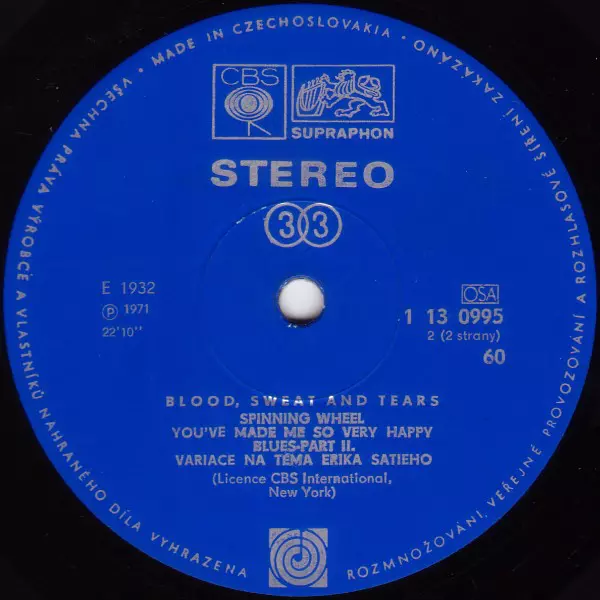 VŠECHNA PRÁVA VÝROBCE A VLASTNÍKŮ NAHRANÉHO DÍLA VYHRAZENA
• MADE IN CZECHOSLOVAKIA •
ROZMNOŽOVÁNÍ, VEŘEJNÉ PROVOZOVÁNÍ A ROZHLASOVÉ ŠÍŘENÍ ZAKÁZÁNO
CBS
SUPRAPHON
STEREO
33
E 1932
℗ 1971
22'10''
OSA
1 13 0995
2 (2 strany)
60
BLOOD, SWEAT AND TEARS
SPINNING WHEEL
YOU'VE MADE ME SO VERY HAPPY
BLUES-PART II.
VARIACE NA TÉMA ERIKA SATIEHO
(Licence CBS International,
New York)